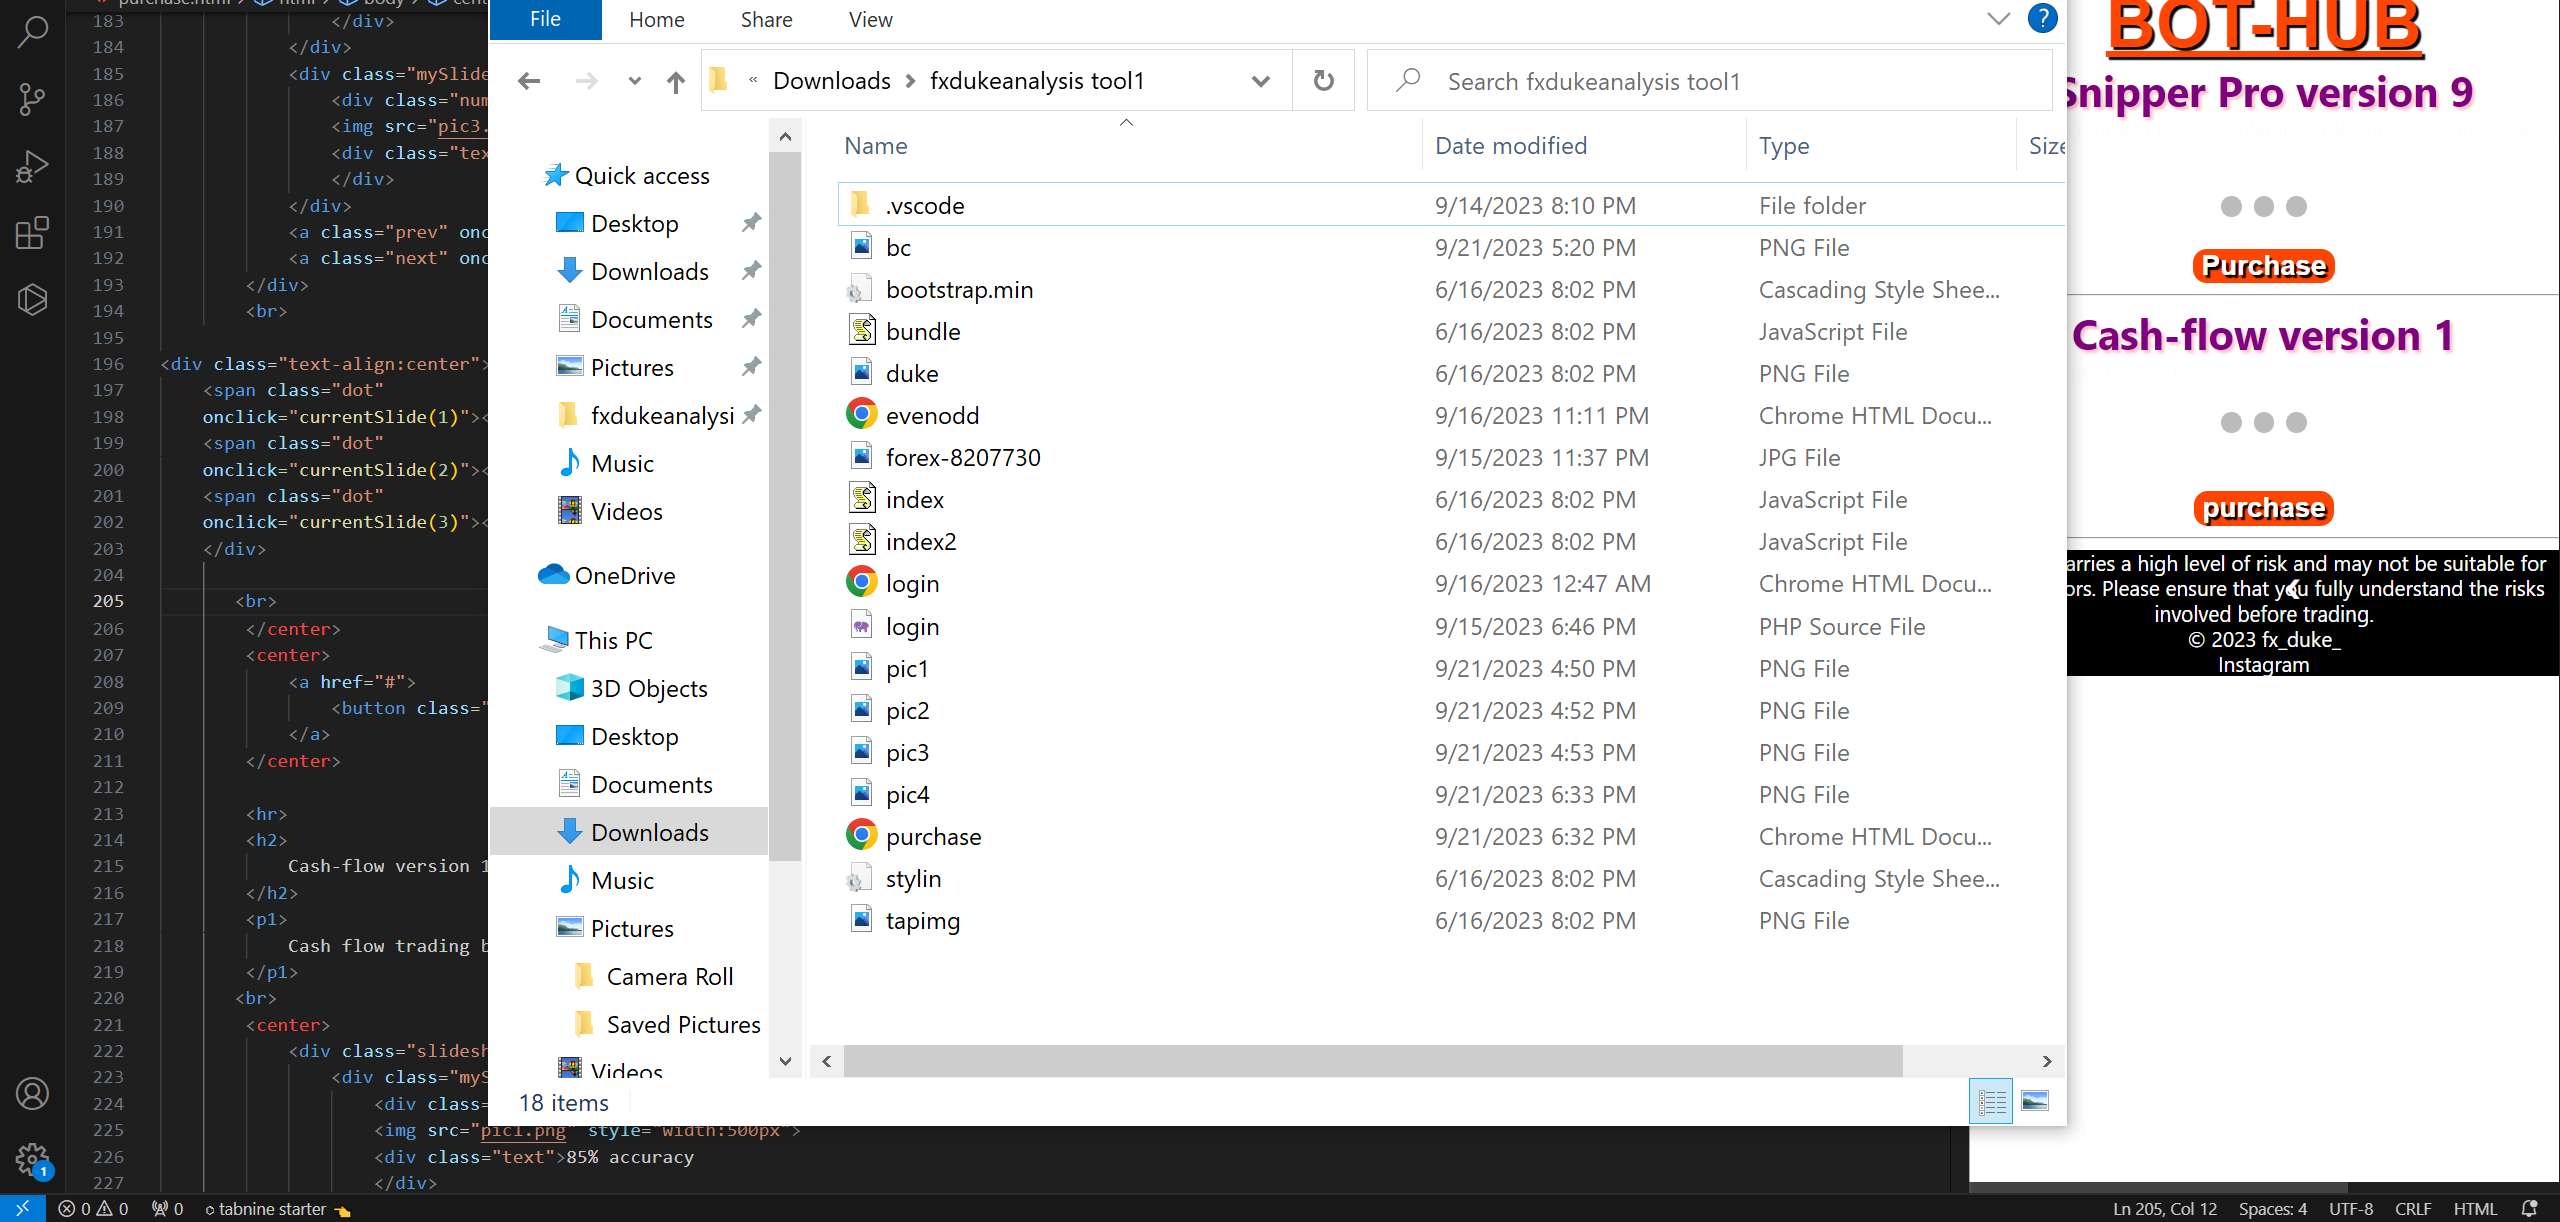 File
Home
Share
View
Downloads
fxdukeanalysis tool1
Search fxdukeanalysis tool1
Name
Date modified
Type
Size
Quick access
Desktop
Downloads
Documents
Pictures
fxdukeanalysi
Music
Videos
OneDrive
This PC
3D Objects
Desktop
Documents
Downloads
Music
Pictures
Camera Roll
Saved Pictures
Videos
.vscode 9/14/2023 8:10 PM File folder
bc 9/21/2023 5:20 PM PNG File
bootstrap.min 6/16/2023 8:02 PM Cascading Style Shee...
bundle 6/16/2023 8:02 PM JavaScript File
duke 6/16/2023 8:02 PM PNG File
evenodd 9/16/2023 11:11 PM Chrome HTML Docu...
forex-8207730 9/15/2023 11:37 PM JPG File
index 6/16/2023 8:02 PM JavaScript File
index2 6/16/2023 8:02 PM JavaScript File
login 9/16/2023 12:47 AM Chrome HTML Docu...
login 9/15/2023 6:46 PM PHP Source File
pic1 9/21/2023 4:50 PM PNG File
pic2 9/21/2023 4:52 PM PNG File
pic3 9/21/2023 4:53 PM PNG File
pic4 9/21/2023 6:33 PM PNG File
purchase 9/21/2023 6:32 PM Chrome HTML Docu...
stylin 6/16/2023 8:02 PM Cascading Style Shee...
tapimg 6/16/2023 8:02 PM PNG File
18 items
183 </div>
184 </div>
185 <div class="mySlide
186 <div class="num
187 <img src="pic3.
188 <div class="tex
189 </div>
190 </div>
191 <a class="prev" onc
192 <a class="next" onc
193 </div>
194 <br>
195
196 <div class="text-align:center">
197 <span class="dot"
198 onclick="currentSlide(1)"><
199 <span class="dot"
200 onclick="currentSlide(2)"><
201 <span class="dot"
202 onclick="currentSlide(3)"><
203 </div>
204
205 <br>
206 </center>
207 <center>
208 <a href="#">
209 <button class="
210 </a>
211 </center>
212
213 <hr>
214 <h2>
215 Cash-flow version 1
216 </h2>
217 <p1>
218 Cash flow trading b
219 </p1>
220 <br>
221 <center>
222 <div class="slidesh
223 <div class="myS
224 <div class=
225 <img src="pic1.png" style="width:500px">
226 <div class="text">85% accuracy
227 </div>
BOT-HUB
Snipper Pro version 9
Purchase
Cash-flow version 1
purchase
arries a high level of risk and may not be suitable for
ors. Please ensure that you fully understand the risks
involved before trading.
© 2023 fx_duke_
Instagram
1
0 0 0 tabnine starter
Ln 205, Col 12 Spaces: 4 UTF-8 CRLF HTML